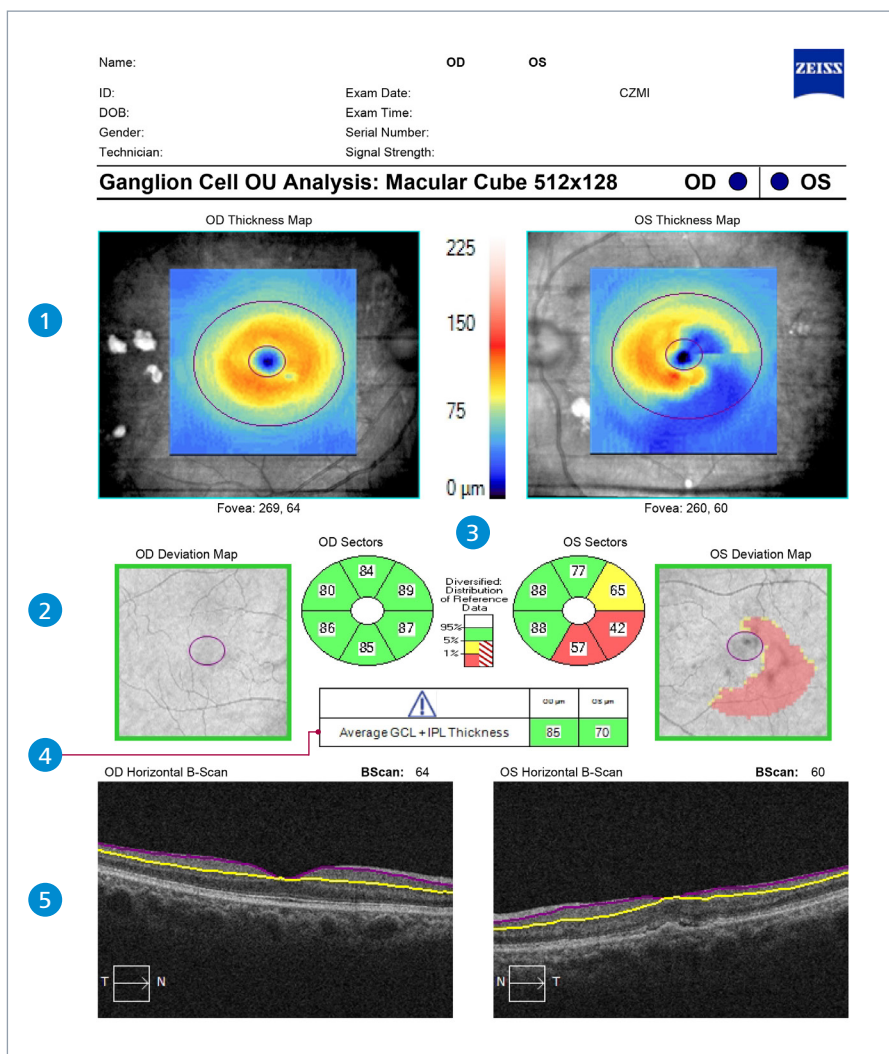 Name:
OD OS
ZEISS
ID:
Exam Date:
CZMI
DOB:
Exam Time:
Gender:
Serial Number:
Technician:
Signal Strength:
Ganglion Cell OU Analysis: Macular Cube 512x128
OD OS
OD Thickness Map
OS Thickness Map
1
225
150
75
0 µm
Fovea: 269, 64
Fovea: 260, 60
3
OD Deviation Map
OD Sectors
OS Sectors
OS Deviation Map
2
84
80 89
86 87
85
Diversified:
Distribution
of Reference
Data
95%
5%
1%
77
88 65
88 42
57
OD µm OS µm
4
Average GCL + IPL Thickness 85 70
OD Horizontal B-Scan BScan: 64
OS Horizontal B-Scan BScan: 60
5
T N
N T